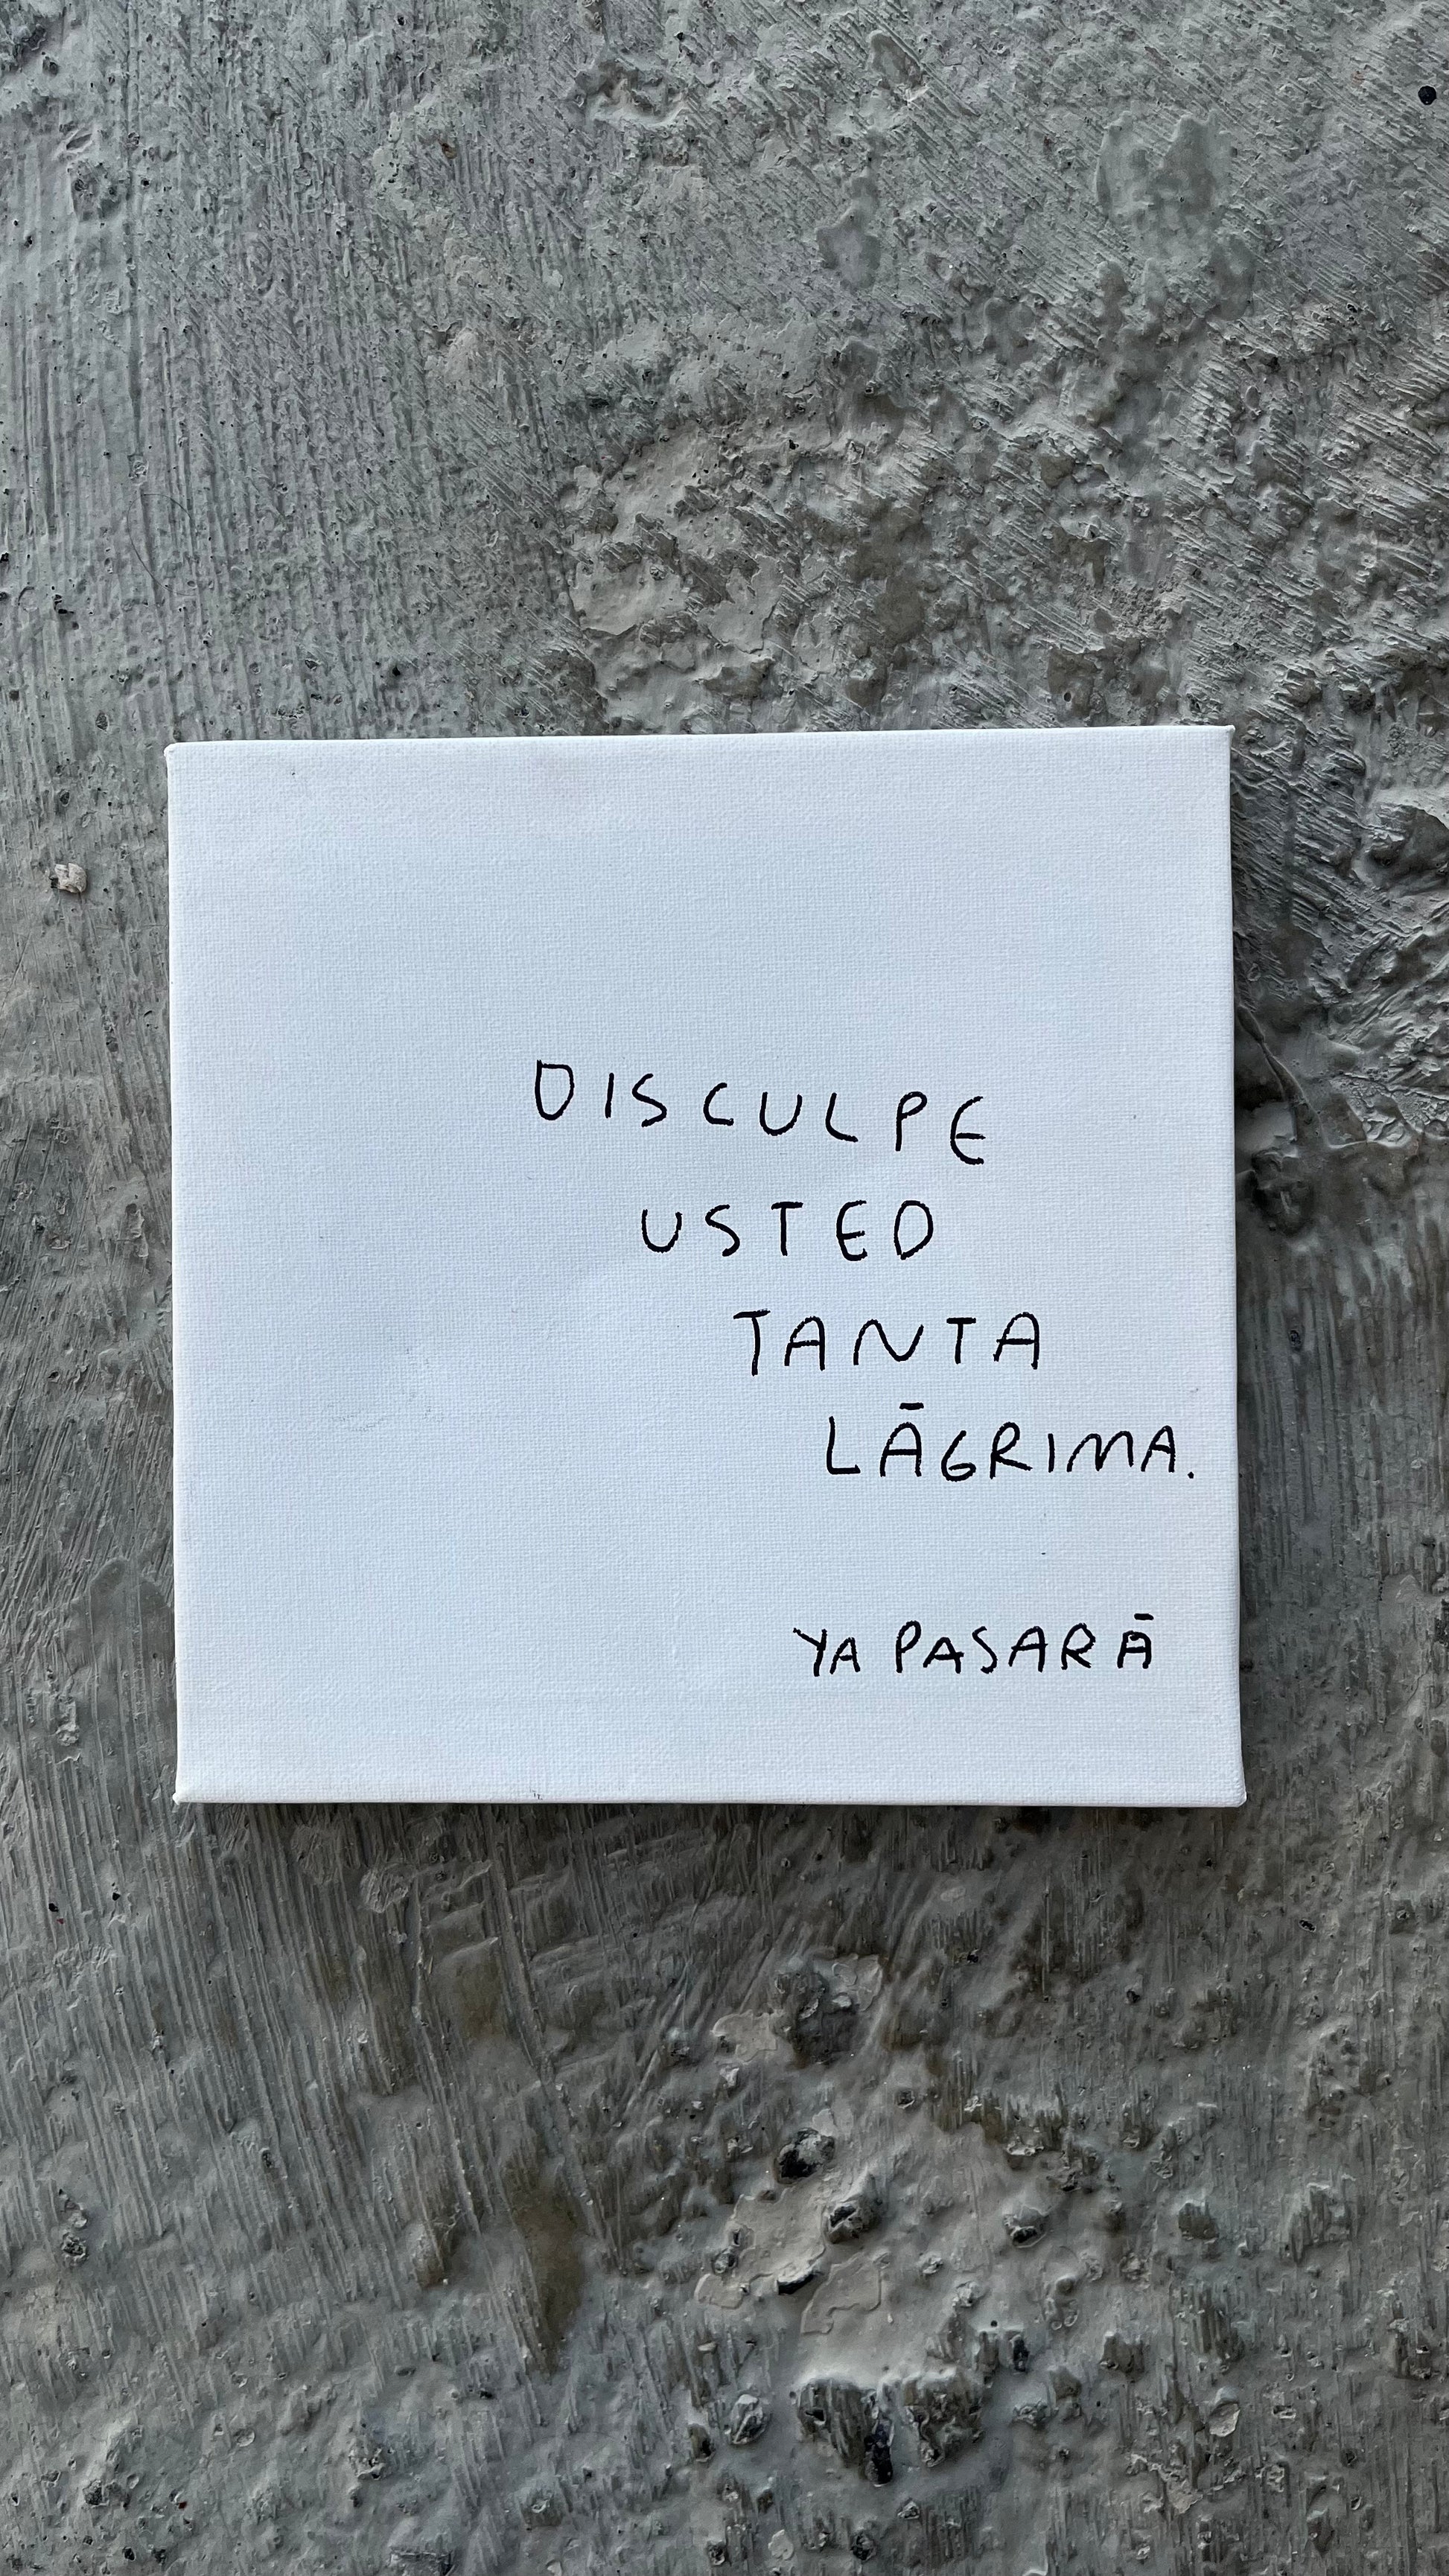 DISCULPE
USTED
TANTA
LĀGRIMA.
YA PASARĀ